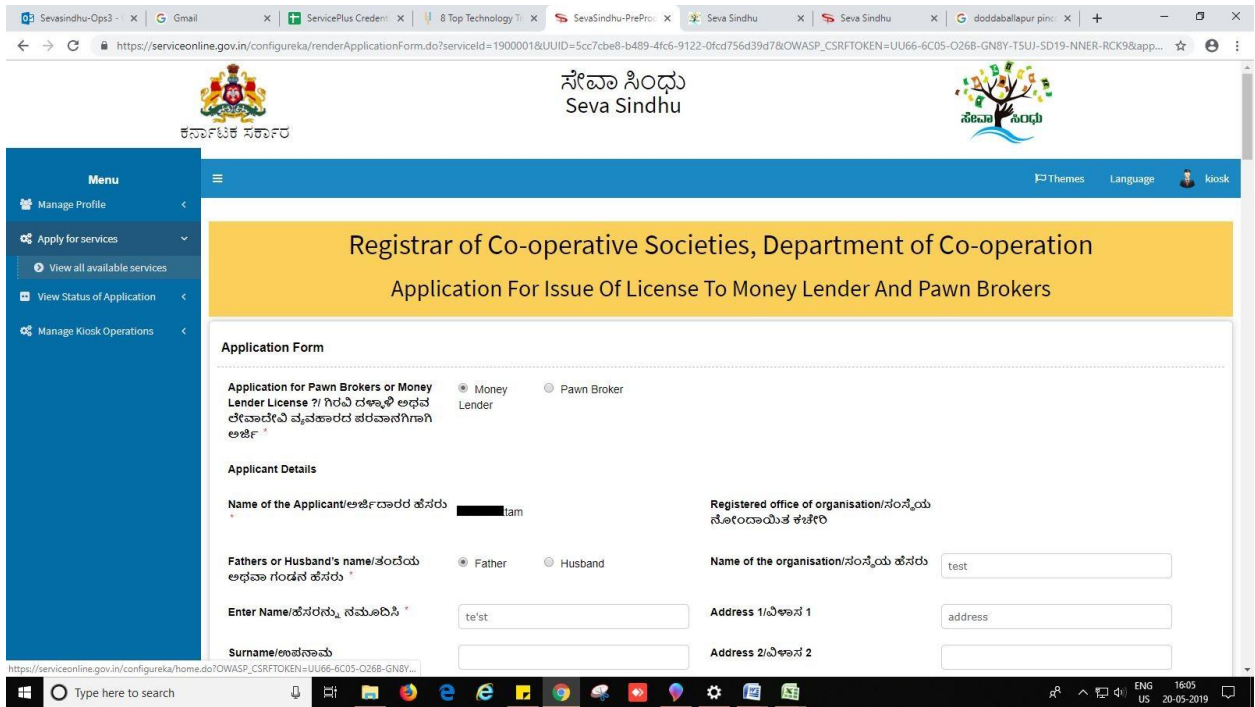 Sevasindhu-Ops3 -
Gmail
ServicePlus Credent
8 Top Technology Tr
SevaSindhu-PreProc
Seva Sindhu
Seva Sindhu
doddaballapur pinc
https://serviceonline.gov.in/configureka/renderApplicationForm.do?serviceId=1900001&UUID=5cc7cbe8-b489-4fc6-9122-0fcd756d39d7&OWASP_CSRFTOKEN=UU66-6C05-O26B-GN8Y-T5UJ-SD19-NNER-RCK9&app...
ಕರ್ನಾಟಕ ಸರ್ಕಾರ
ಸೇವಾ ಸಿಂಧು
Seva Sindhu
ಸೇವಾ ಸಿಂಧು
Menu
Themes Language kiosk
Manage Profile
Apply for services
View all available services
View Status of Application
Manage Kiosk Operations
Registrar of Co-operative Societies, Department of Co-operation
Application For Issue Of License To Money Lender And Pawn Brokers
Application Form
Application for Pawn Brokers or Money
Lender License ?/ ಗಿರವಿ ದಳ್ಳಾಳಿ ಅಥವ
ಲೇವಾದೇವಿ ವ್ಯವಹಾರದ ಪರವಾನಗಿಗಾಗಿ
ಅರ್ಜಿ *
Money
Lender
Pawn Broker
Applicant Details
Name of the Applicant/ಅರ್ಜಿದಾರರ ಹೆಸರು
*
tam
Registered office of organisation/ಸಂಸ್ಥೆಯ
ನೋಂದಾಯಿತ ಕಚೇರಿ
Fathers or Husband's name/ತಂದೆಯ
ಅಥವಾ ಗಂಡನ ಹೆಸರು *
Father
Husband
Name of the organisation/ಸಂಸ್ಥೆಯ ಹೆಸರು
test
Enter Name/ಹೆಸರನ್ನು ನಮೂದಿಸಿ *
te'st
Address 1/ವಿಳಾಸ 1
address
Surname/ಉಪನಾಮ
Address 2/ವಿಳಾಸ 2
https://serviceonline.gov.in/configureka/home.do?OWASP_CSRFTOKEN=UU66-6C05-O26B-GN8Y...
Type here to search
ENG
US
16:05
20-05-2019